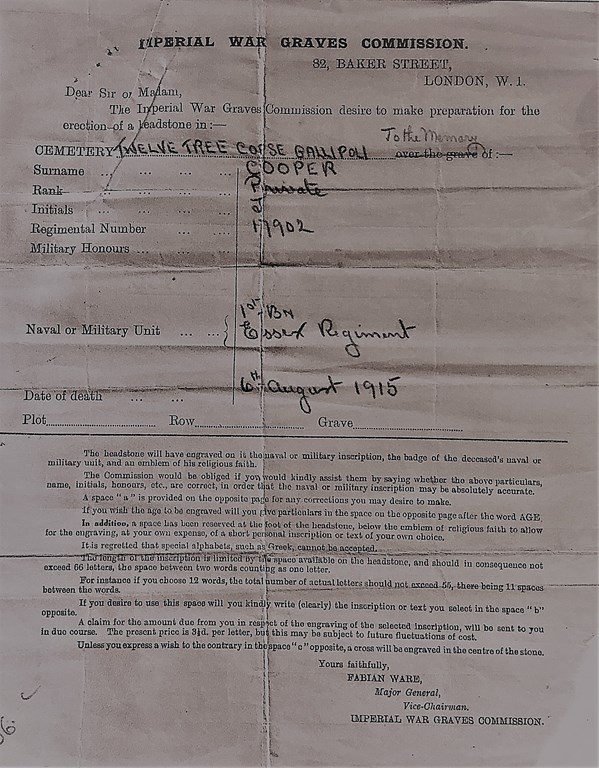 IMPERIAL WAR GRAVES COMMISSION.
82, BAKER STREET,
LONDON, W. 1.
Dear Sir or Madam,
The Imperial War Graves Commission desire to make preparation for the
erection of a headstone in :—
To the Memory
CEMETERY TWELVE TREE COPSE GALLIPOLI over the grave of :—
Surname ... ... ... ... COOPER
Rank ... ... ... Private
Initials ... ... ... ...
Regimental Number ... ... 17902
Military Honours ... ... ...
1st BN
Naval or Military Unit ... ... Essex Regiment
Date of death ... ... 6th August 1915
Plot Row Grave
The headstone will have engraved on it the naval or military inscription, the badge of the deceased's naval or
military unit, and an emblem of his religious faith.
The Commission would be obliged if you would kindly assist them by saying whether the above particulars,
name, initials, honours, etc., are correct, in order that the naval or military inscription may be absolutely accurate.
A space "a" is provided on the opposite page for any corrections you may desire to make.
If you wish the age to be engraved will you give particulars in the space on the opposite page after the word AGE.
In addition, a space has been reserved at the foot of the headstone, below the emblem of religious faith to allow
for the engraving, at your own expense, of a short personal inscription or text of your own choice.
It is regretted that special alphabets, such as Greek, cannot be accepted.
The length of the inscription is limited by the space available on the headstone, and should in consequence not
exceed 66 letters, the space between two words counting as one letter.
For instance if you choose 12 words, the total number of actual letters should not exceed 55, there being 11 spaces
between the words.
If you desire to use this space will you kindly write (clearly) the inscription or text you select in the space "b"
opposite.
A claim for the amount due from you in respect of the engraving of the selected inscription, will be sent to you
in due course. The present price is 3½d. per letter, but this may be subject to future fluctuations of cost.
Unless you express a wish to the contrary in the space "c" opposite, a cross will be engraved in the centre of the stone.
Yours faithfully,
FABIAN WARE,
Major General,
Vice-Chairman.
IMPERIAL WAR GRAVES COMMISSION.